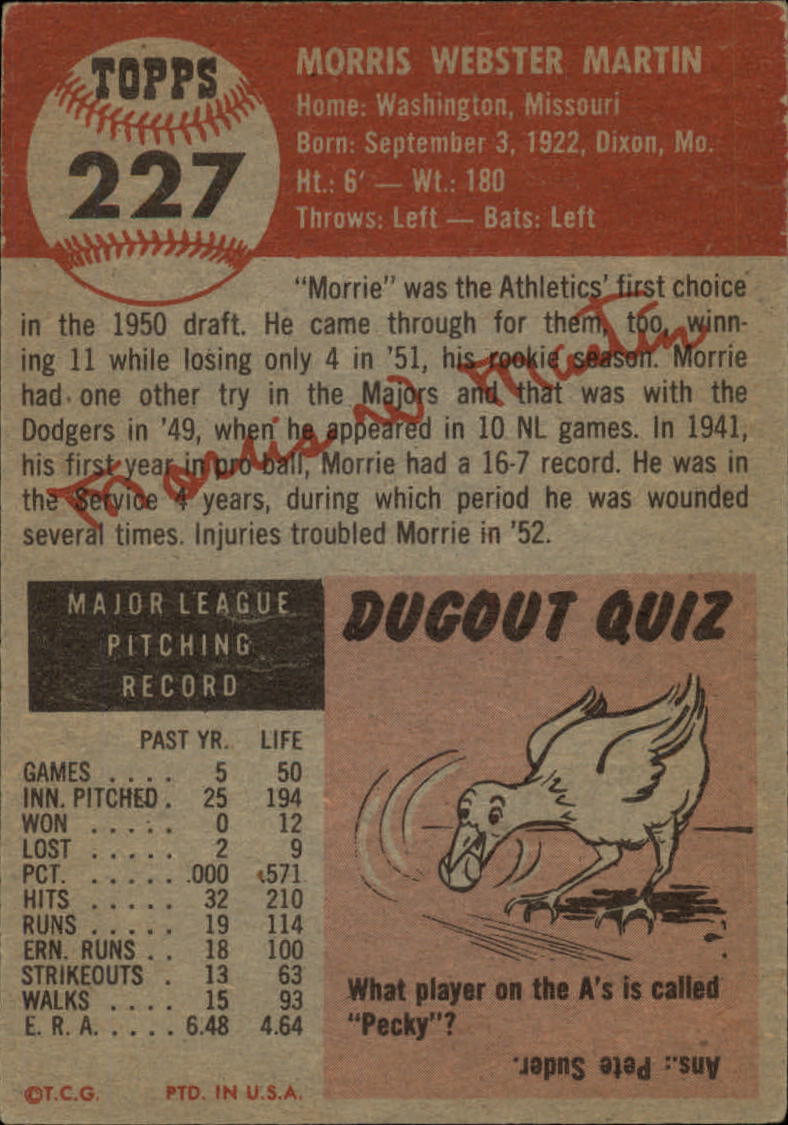 TOPPS
227
MORRIS WEBSTER MARTIN
Home: Washington, Missouri
Born: September 3, 1922, Dixon, Mo.
Ht.: 6' — Wt.: 180
Throws: Left — Bats: Left
"Morrie" was the Athletics' first choice
in the 1950 draft. He came through for them, too, winn-
ing 11 while losing only 4 in '51, his rookie season. Morrie
had one other try in the Majors and that was with the
Dodgers in '49, when he appeared in 10 NL games. In 1941,
his first year in pro ball, Morrie had a 16-7 record. He was in
the Service 4 years, during which period he was wounded
several times. Injuries troubled Morrie in '52.
Morrie W Martin
MAJOR LEAGUE
PITCHING
RECORD
PAST YR. LIFE
GAMES . . . . 5 50
INN. PITCHED . 25 194
WON . . . . . 0 12
LOST . . . . . 2 9
PCT. . . . . . .000 .571
HITS . . . . . 32 210
RUNS . . . . . 19 114
ERN. RUNS . . 18 100
STRIKEOUTS . 13 63
WALKS . . . . 15 93
E. R. A. . . . . 6.48 4.64
DUGOUT QUIZ
What player on the A's is called
"Pecky"?
Ans.: Pete Suder.
©T.C.G. PTD. IN U.S.A.